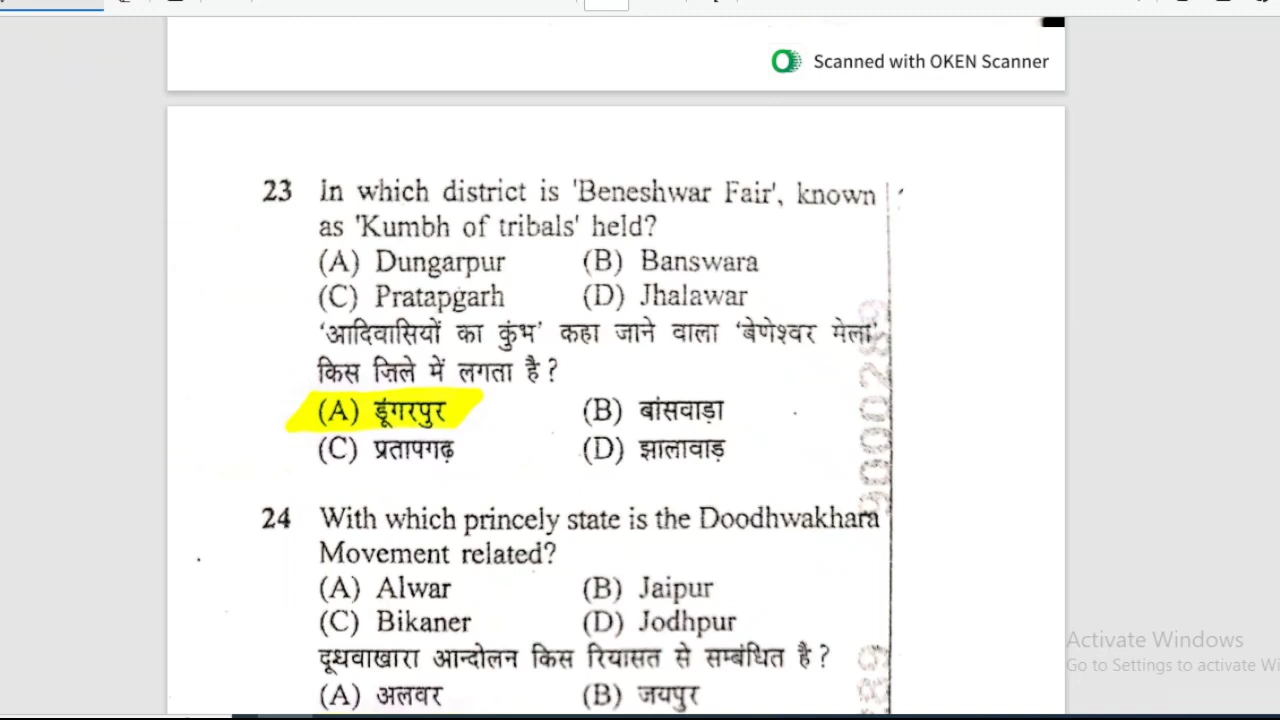 Scanned with OKEN Scanner
23 In which district is 'Beneshwar Fair', known
as 'Kumbh of tribals' held?
(A) Dungarpur (B) Banswara
(C) Pratapgarh (D) Jhalawar
'आदिवासियों का कुंभ' कहा जाने वाला 'बेणेश्वर मेला'
किस ज़िले में लगता है ?
(A) डूंगरपुर (B) बांसवाड़ा
(C) प्रतापगढ़ (D) झालावाड़
24 With which princely state is the Doodhwakhara
Movement related?
(A) Alwar (B) Jaipur
(C) Bikaner (D) Jodhpur
दूधवाखारा आन्दोलन किस रियासत से सम्बंधित है ?
(A) अलवर (B) जयपुर
Activate Windows
Go to Settings to activate Wi